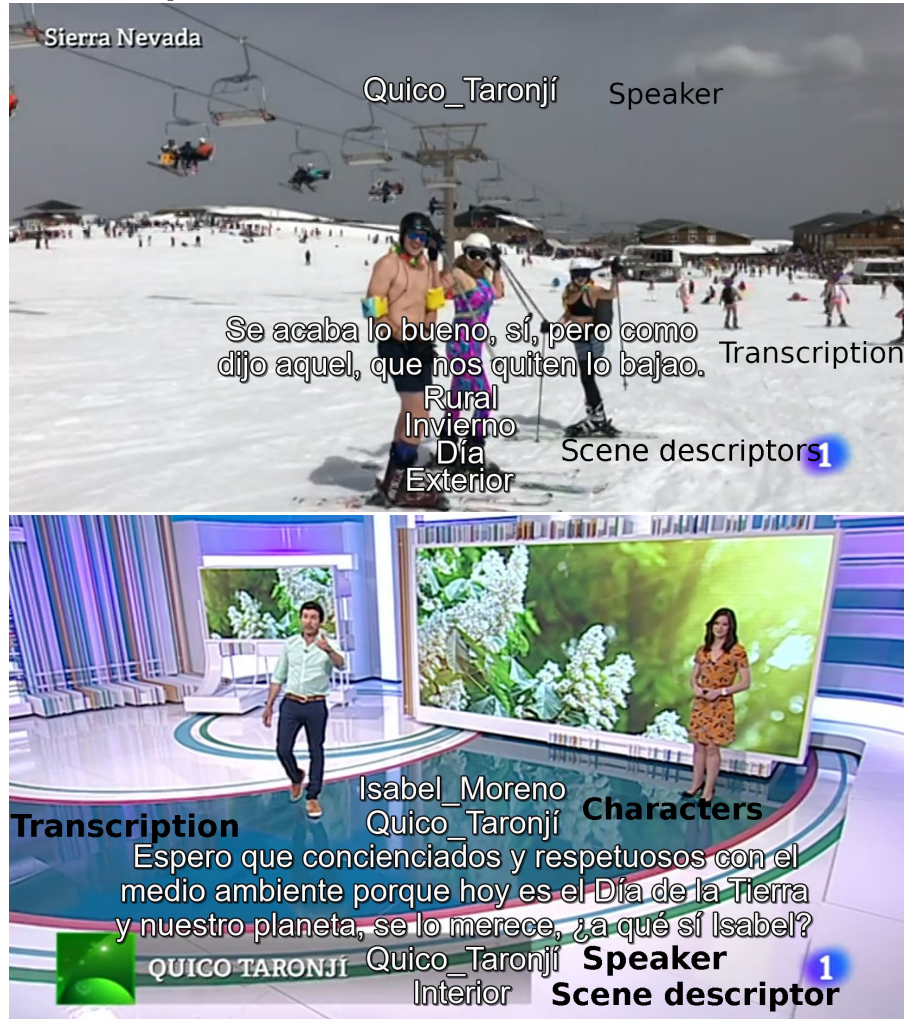 Sierra Nevada
Quico_Taronjí Speaker
Se acaba lo bueno, sí, pero como
dijo aquel, que nos quiten lo bajao.
Transcription
Rural
Invierno
Día
Exterior
Scene descriptors
1
Isabel_Moreno
Quico_Taronjí
Characters
Transcription
Espero que concienciados y respetuosos con el
medio ambiente porque hoy es el Día de la Tierra
y nuestro planeta, se lo merece, ¿a qué sí Isabel?
QUICO TARONJÍ
Quico_Taronjí Speaker
Interior Scene descriptor
1